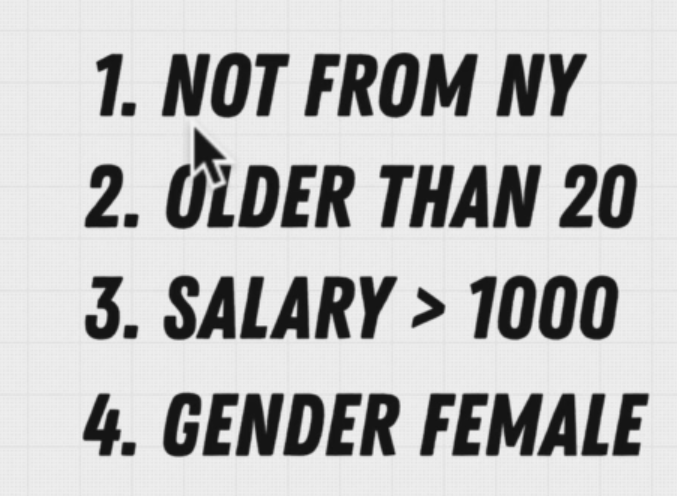 1. NOT FROM NY
2. OLDER THAN 20
3. SALARY > 1000
4. GENDER FEMALE